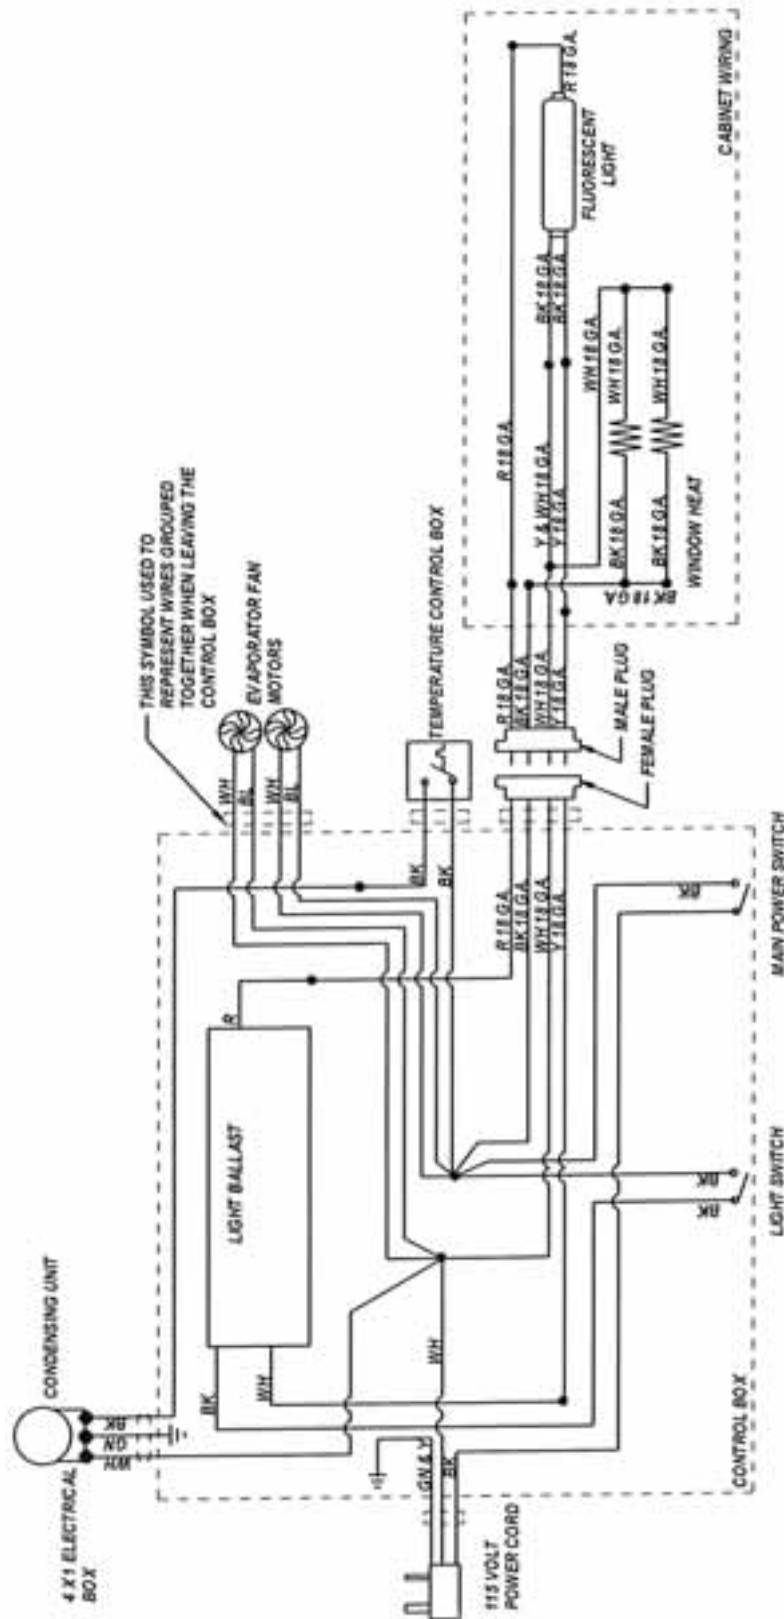 4 X 1 ELECTRICAL
BOX
CONDENSING UNIT
WH
GN
BK
THIS SYMBOL USED TO
REPRESENT WIRES GROUPED
TOGETHER WHEN LEAVING THE
CONTROL BOX
EVAPORATOR FAN
MOTORS
WH
BL
WH
BL
LIGHT BALLAST
BK
WH
R
TEMPERATURE CONTROL BOX
BK
BK
115 VOLT
POWER CORD
GN & Y
BK
WH
R 18 GA.
BK 18 GA.
WH 18 GA.
Y 18 GA.
R 18 GA.
BK 18 GA.
WH 18 GA.
Y 18 GA.
MALE PLUG
FEMALE PLUG
R 18 GA.
R 18 GA.
Y & WH 18 GA.
Y 18 GA.
BK 18 GA.
BK 18 GA.
FLUORESCENT
LIGHT
WH 18 GA.
BK 18 GA.
WH 18 GA.
BK 18 GA.
WH 18 GA.
BK 18 GA.
WINDOW HEAT
CABINET WIRING
BK
BK
BK
CONTROL BOX
LIGHT SWITCH
MAIN POWER SWITCH